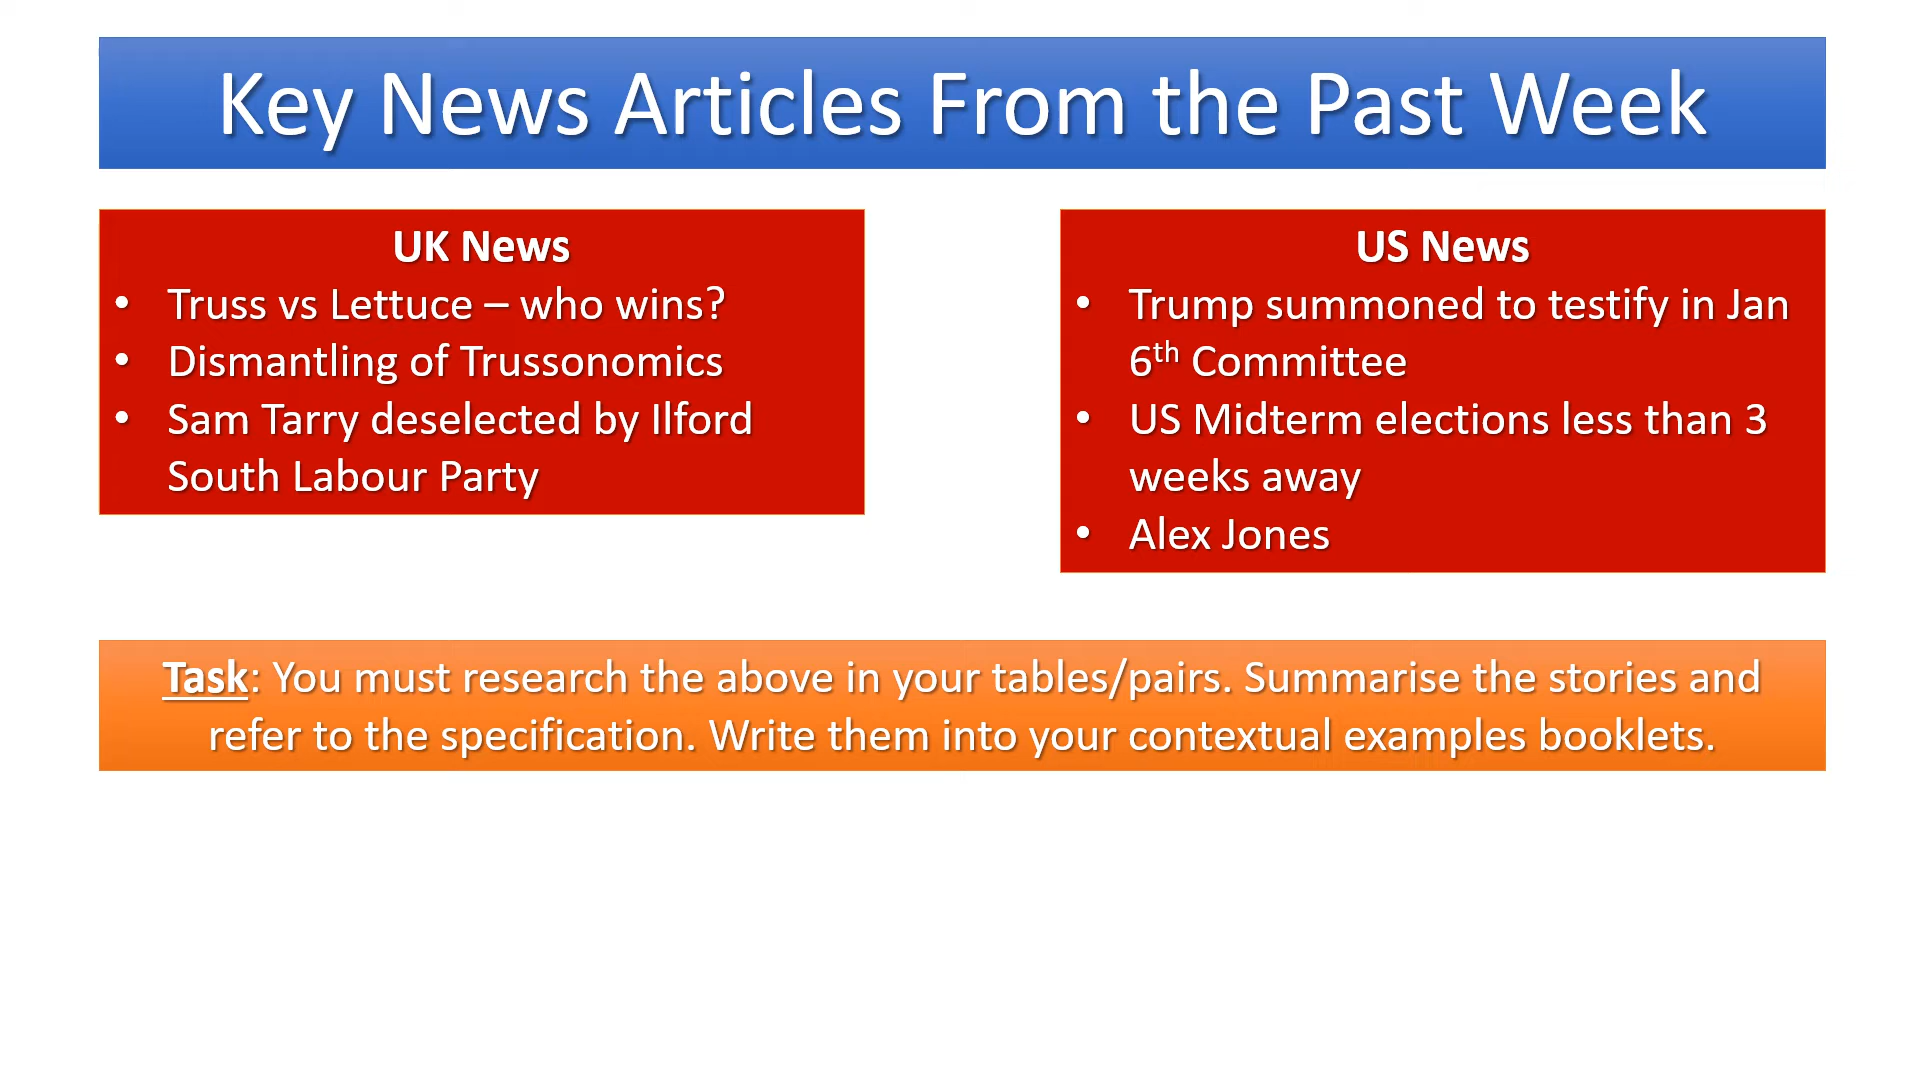 Key News Articles From the Past Week
UK News
• Truss vs Lettuce – who wins?
• Dismantling of Trussonomics
• Sam Tarry deselected by Ilford
South Labour Party
US News
• Trump summoned to testify in Jan
6th Committee
• US Midterm elections less than 3
weeks away
• Alex Jones
Task: You must research the above in your tables/pairs. Summarise the stories and
refer to the specification. Write them into your contextual examples booklets.